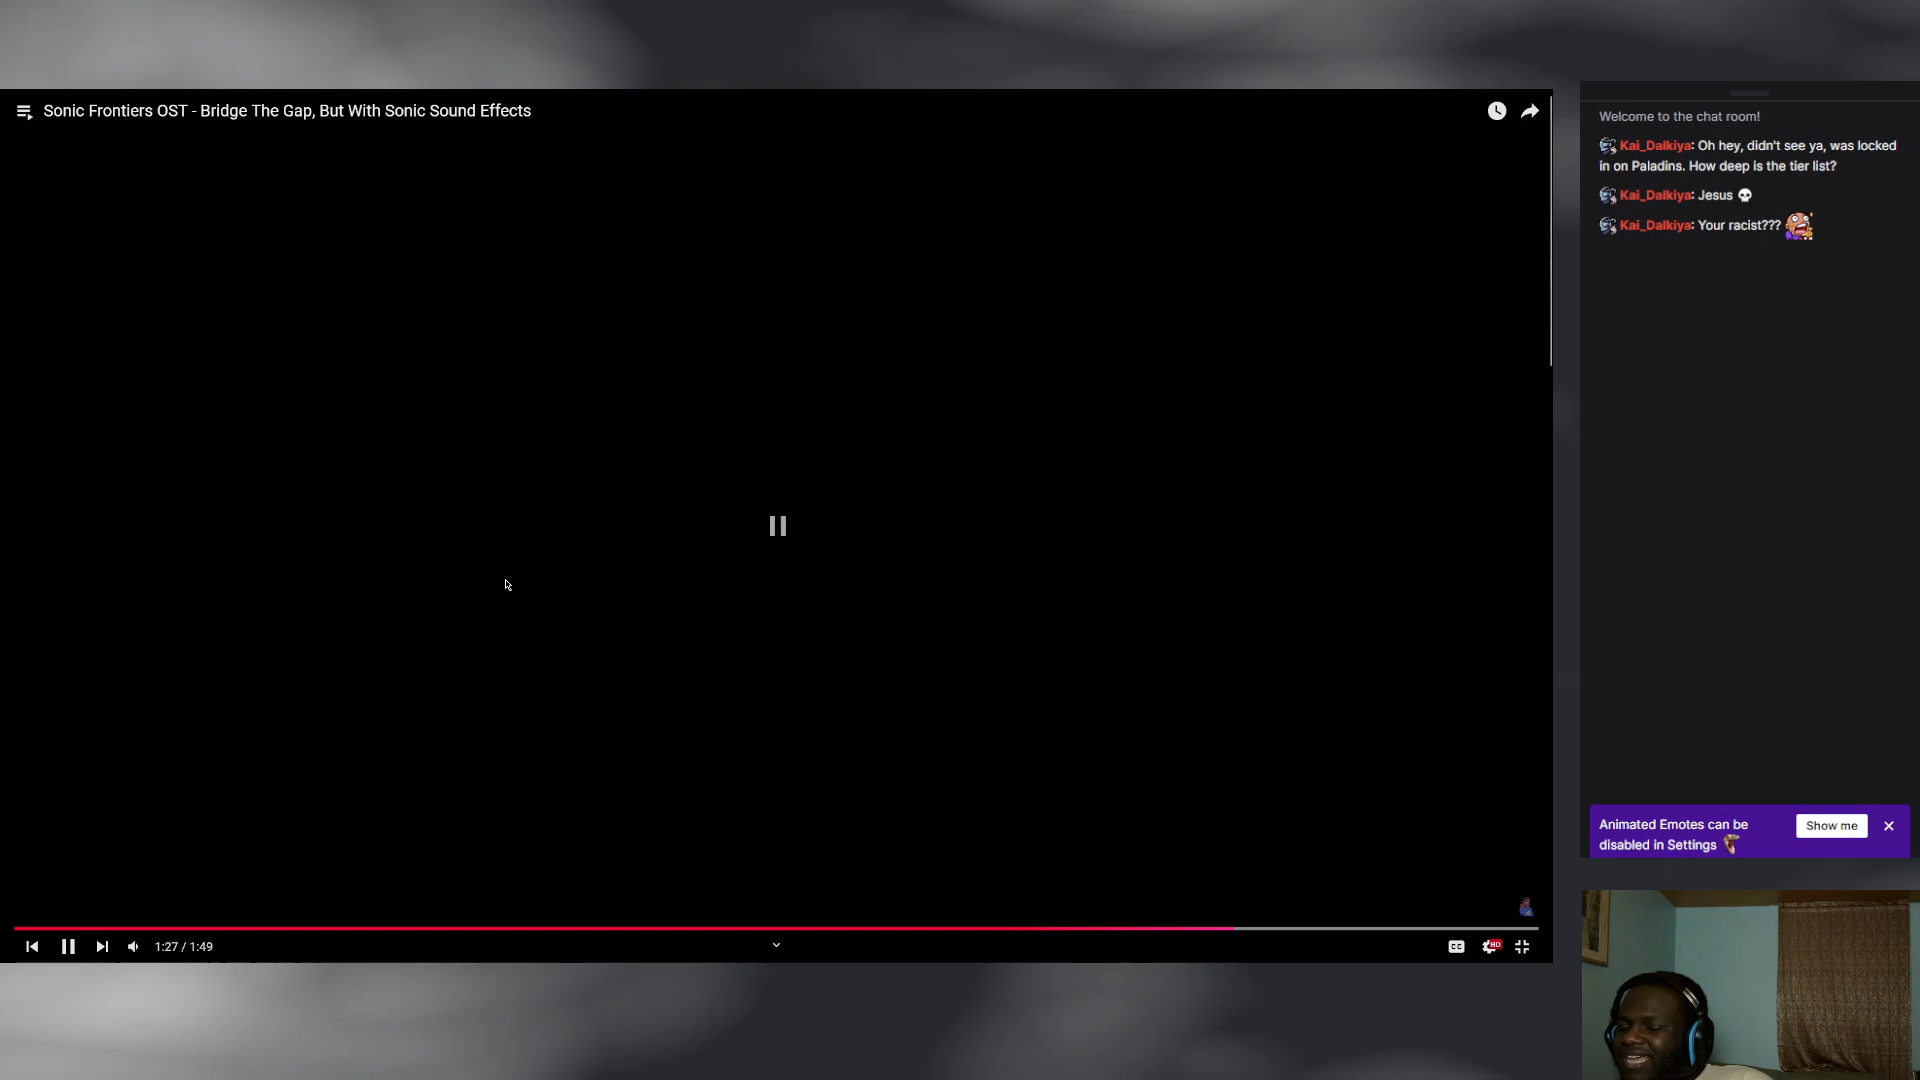 Sonic Frontiers OST - Bridge The Gap, But With Sonic Sound Effects
Welcome to the chat room!
Kai_Dalkiya: Oh hey, didn't see ya, was locked
in on Paladins. How deep is the tier list?
Kai_Dalkiya: Jesus 💀
Kai_Dalkiya: Your racist???
Animated Emotes can be
disabled in Settings
Show me
1:27 / 1:49
CC
HD